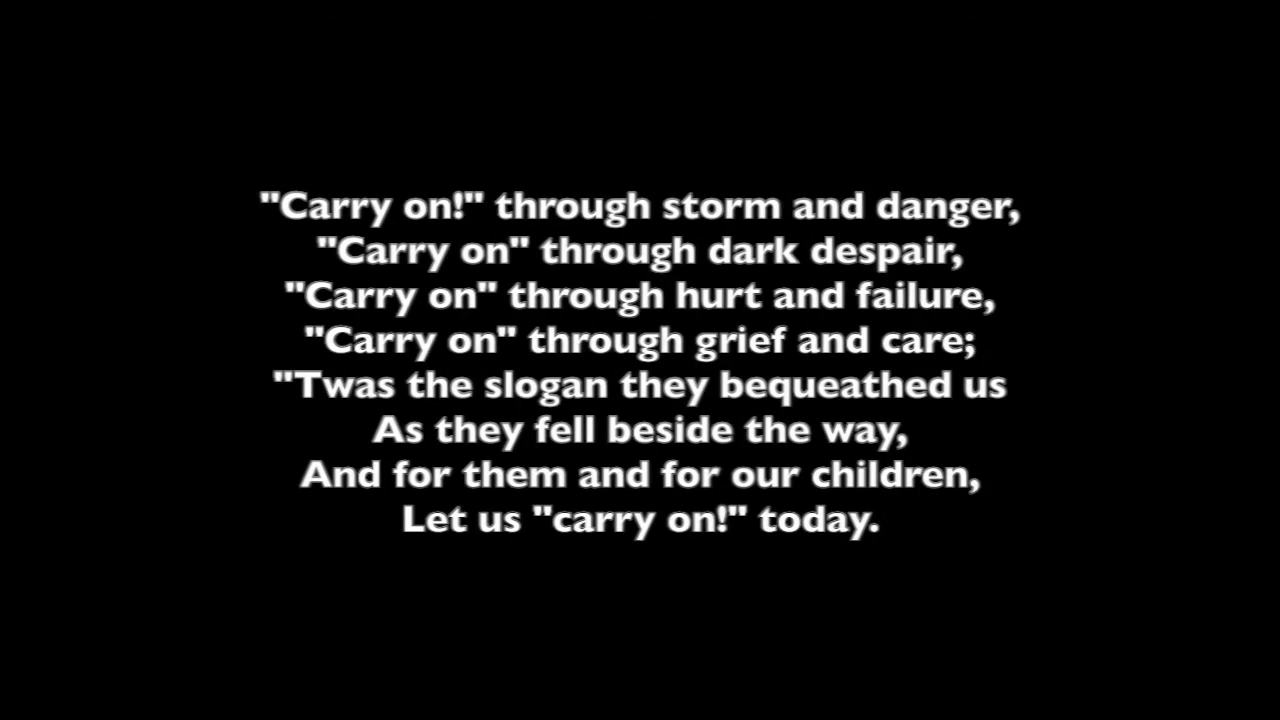 "Carry on!" through storm and danger,
"Carry on" through dark despair,
"Carry on" through hurt and failure,
"Carry on" through grief and care;
"Twas the slogan they bequeathed us
As they fell beside the way,
And for them and for our children,
Let us "carry on!" today.